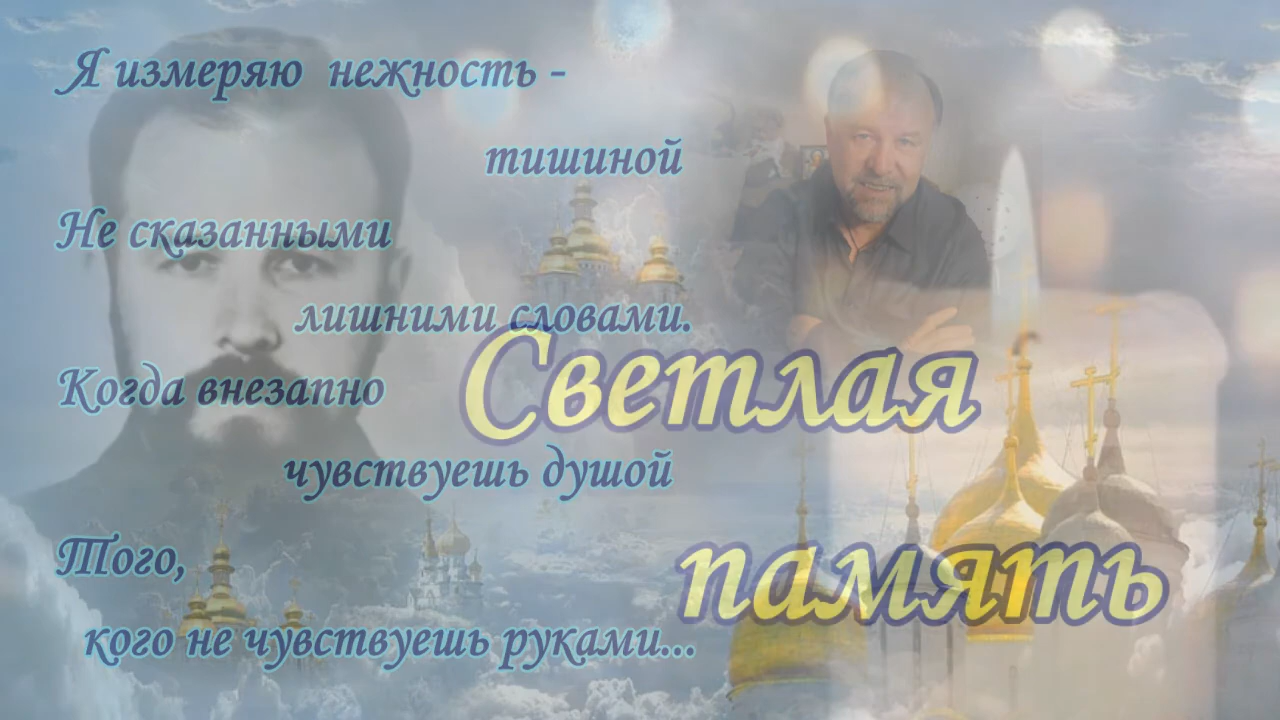 Я измеряю нежность -
тишиной
Не сказанными
лишними словами.
Когда внезапно
чувствуешь душой
Того,
кого не чувствуешь руками...
Светлая
память